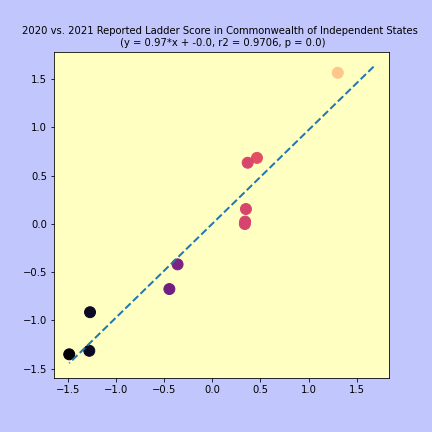 2020 vs. 2021 Reported Ladder Score in Commonwealth of Independent States
(y = 0.97*x + -0.0, r2 = 0.9706, p = 0.0)
1.5
1.0
0.5
0.0
−0.5
−1.0
−1.5
−1.5 −1.0 −0.5 0.0 0.5 1.0 1.5